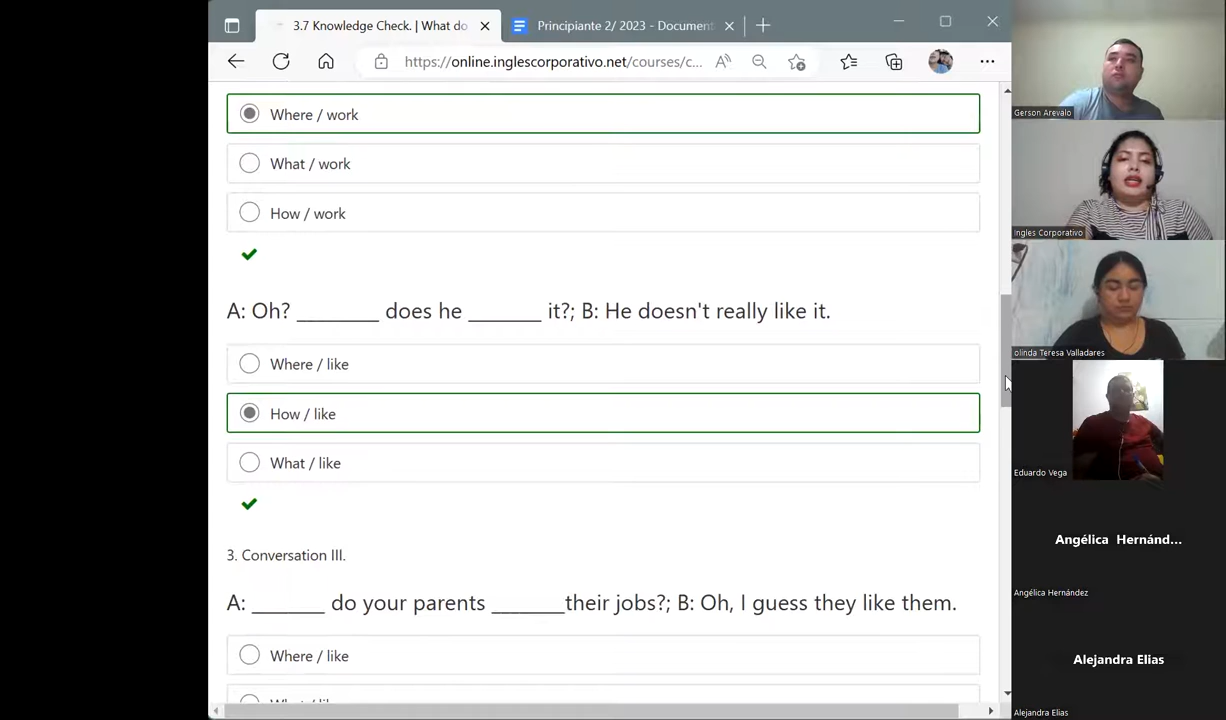 3.7 Knowledge Check. | What do
Principiante 2/ 2023 - Document
https://online.inglescorporativo.net/courses/c...
Where / work
What / work
How / work
A: Oh? ________ does he _______ it?; B: He doesn't really like it.
Where / like
How / like
What / like
3. Conversation III.
A: _______ do your parents _______their jobs?; B: Oh, I guess they like them.
Where / like
What / like
Gerson Arevalo
Ingles Corporativo
olinda Teresa Valladares
Eduardo Vega
Angélica Hernánd...
Angélica Hernández
Alejandra Elias
Alejandra Elias